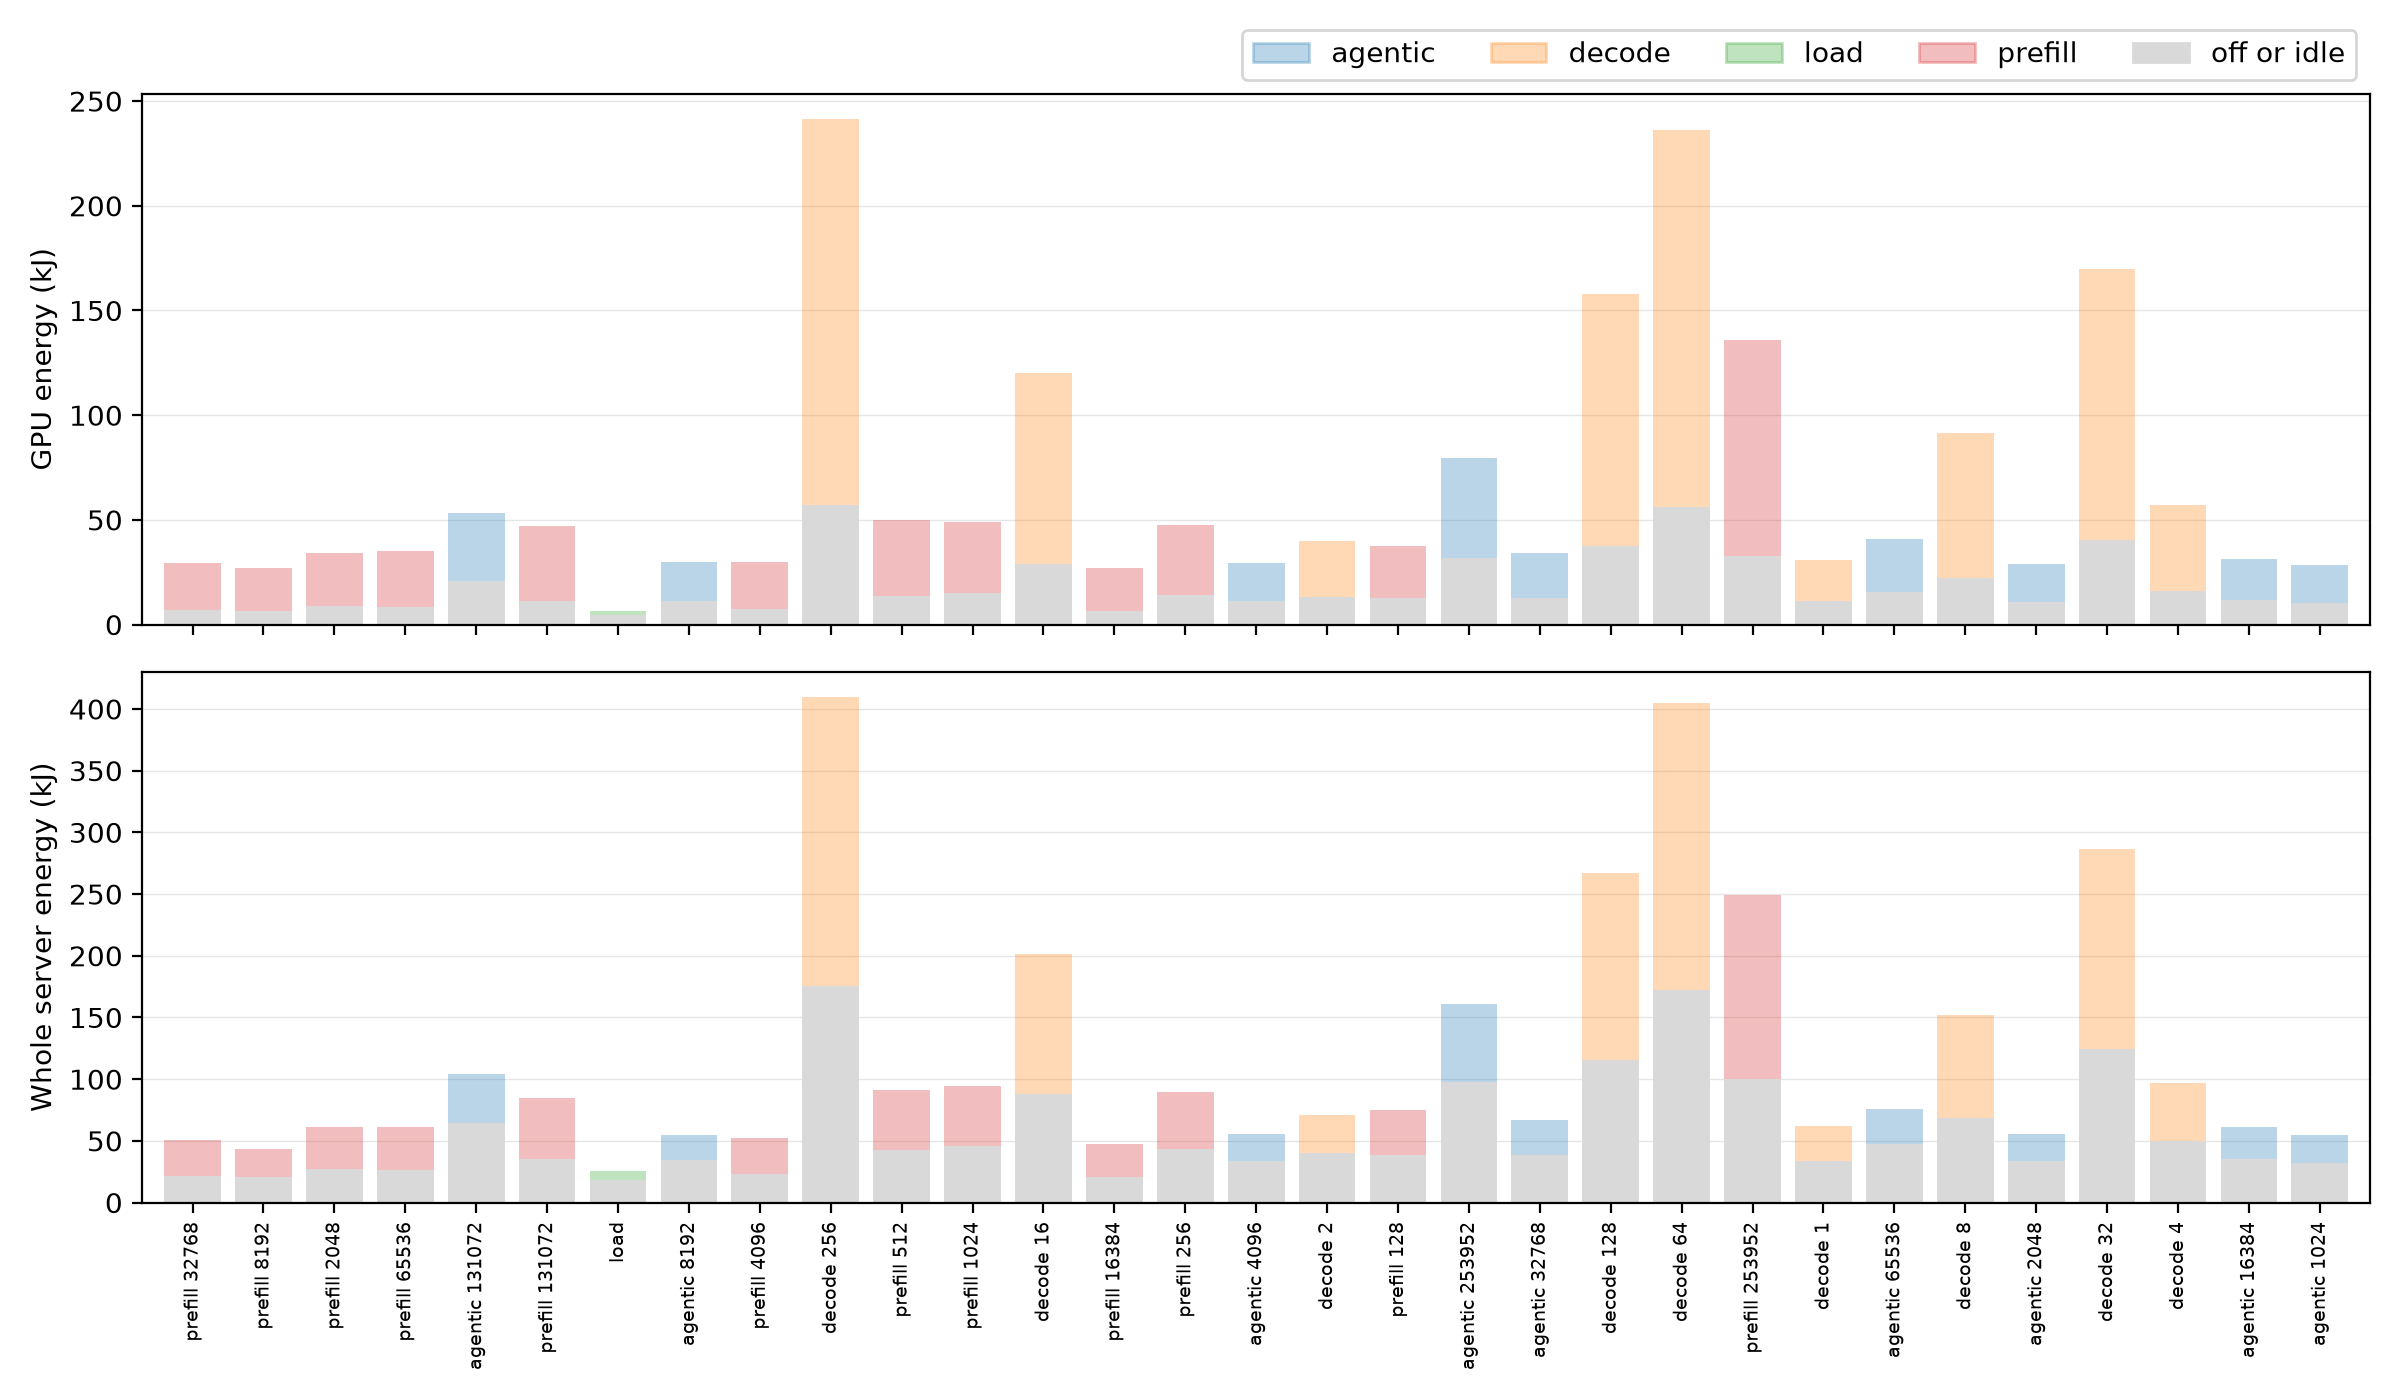 agentic decode load prefill off or idle
GPU energy (kJ)
250
200
150
100
50
0
Whole server energy (kJ)
400
350
300
250
200
150
100
50
0
prefill 32768
prefill 8192
prefill 2048
prefill 65536
agentic 131072
prefill 131072
load
agentic 8192
prefill 4096
decode 256
prefill 512
prefill 1024
decode 16
prefill 16384
prefill 256
agentic 4096
decode 2
prefill 128
agentic 253952
agentic 32768
decode 128
decode 64
prefill 253952
decode 1
agentic 65536
decode 8
agentic 2048
decode 32
decode 4
agentic 16384
agentic 1024